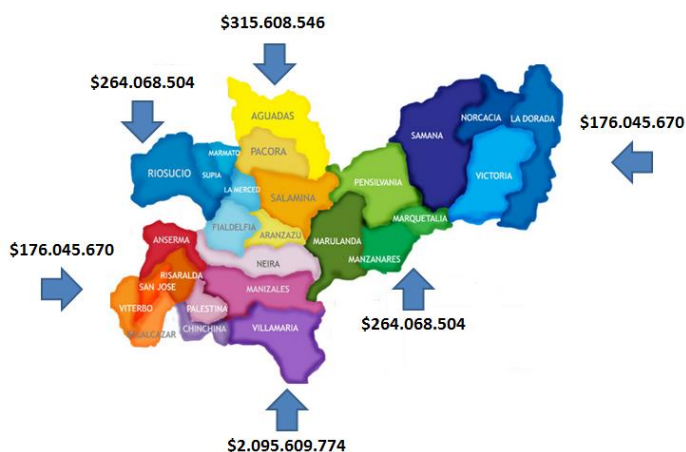 $315.608.546
$264.068.504
AGUADAS
NORCACIA
LA DORADA
$176.045.670
SAMANA
PACORA
MARMATO
RIOSUCIO
SUPIA
VICTORIA
PENSILVANIA
LA MERCED
SALAMINA
MARQUETALIA
FIALDELFIA
ARANZAZU
ANSERMA
MARULANDA
$176.045.670
NEIRA
MANZANARES
RISARALDA
SAN JOSE
MANIZALES
VITERBO
PALESTINA
$264.068.504
CHINCHINA
VILLAMARIA
$2.095.609.774